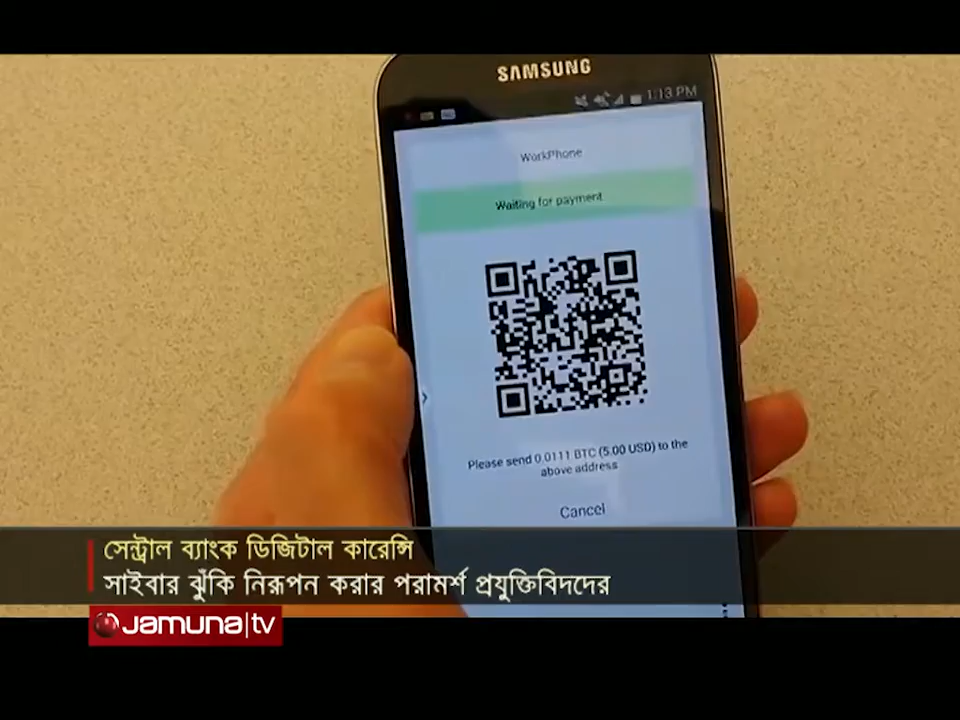 SAMSUNG
1:13 PM
WorkPhone
Waiting for payment
Please send 0.0111 BTC (5.00 USD) to the
above address
Cancel
সেন্ট্রাল ব্যাংক ডিজিটাল কারেন্সি
সাইবার ঝুঁকি নিরূপন করার পরামর্শ প্রযুক্তিবিদদের
Jamuna|tv